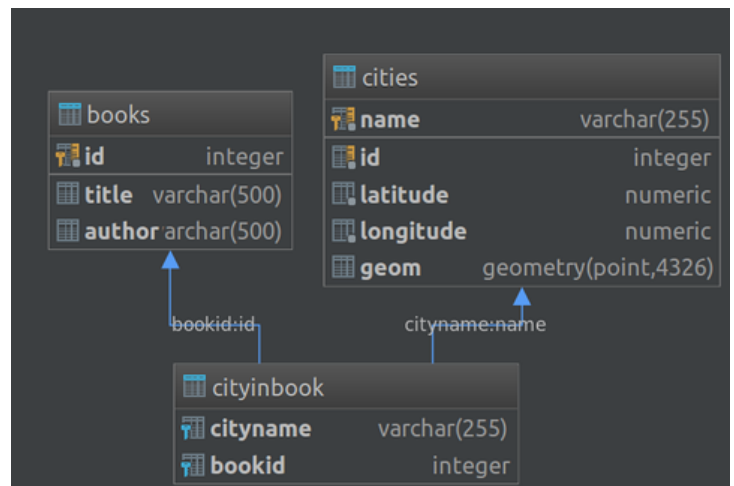 books
id integer
title varchar(500)
author archar(500)
cities
name varchar(255)
id integer
latitude numeric
longitude numeric
geom geometry(point,4326)
bookid:id
cityname:name
cityinbook
cityname varchar(255)
bookid integer